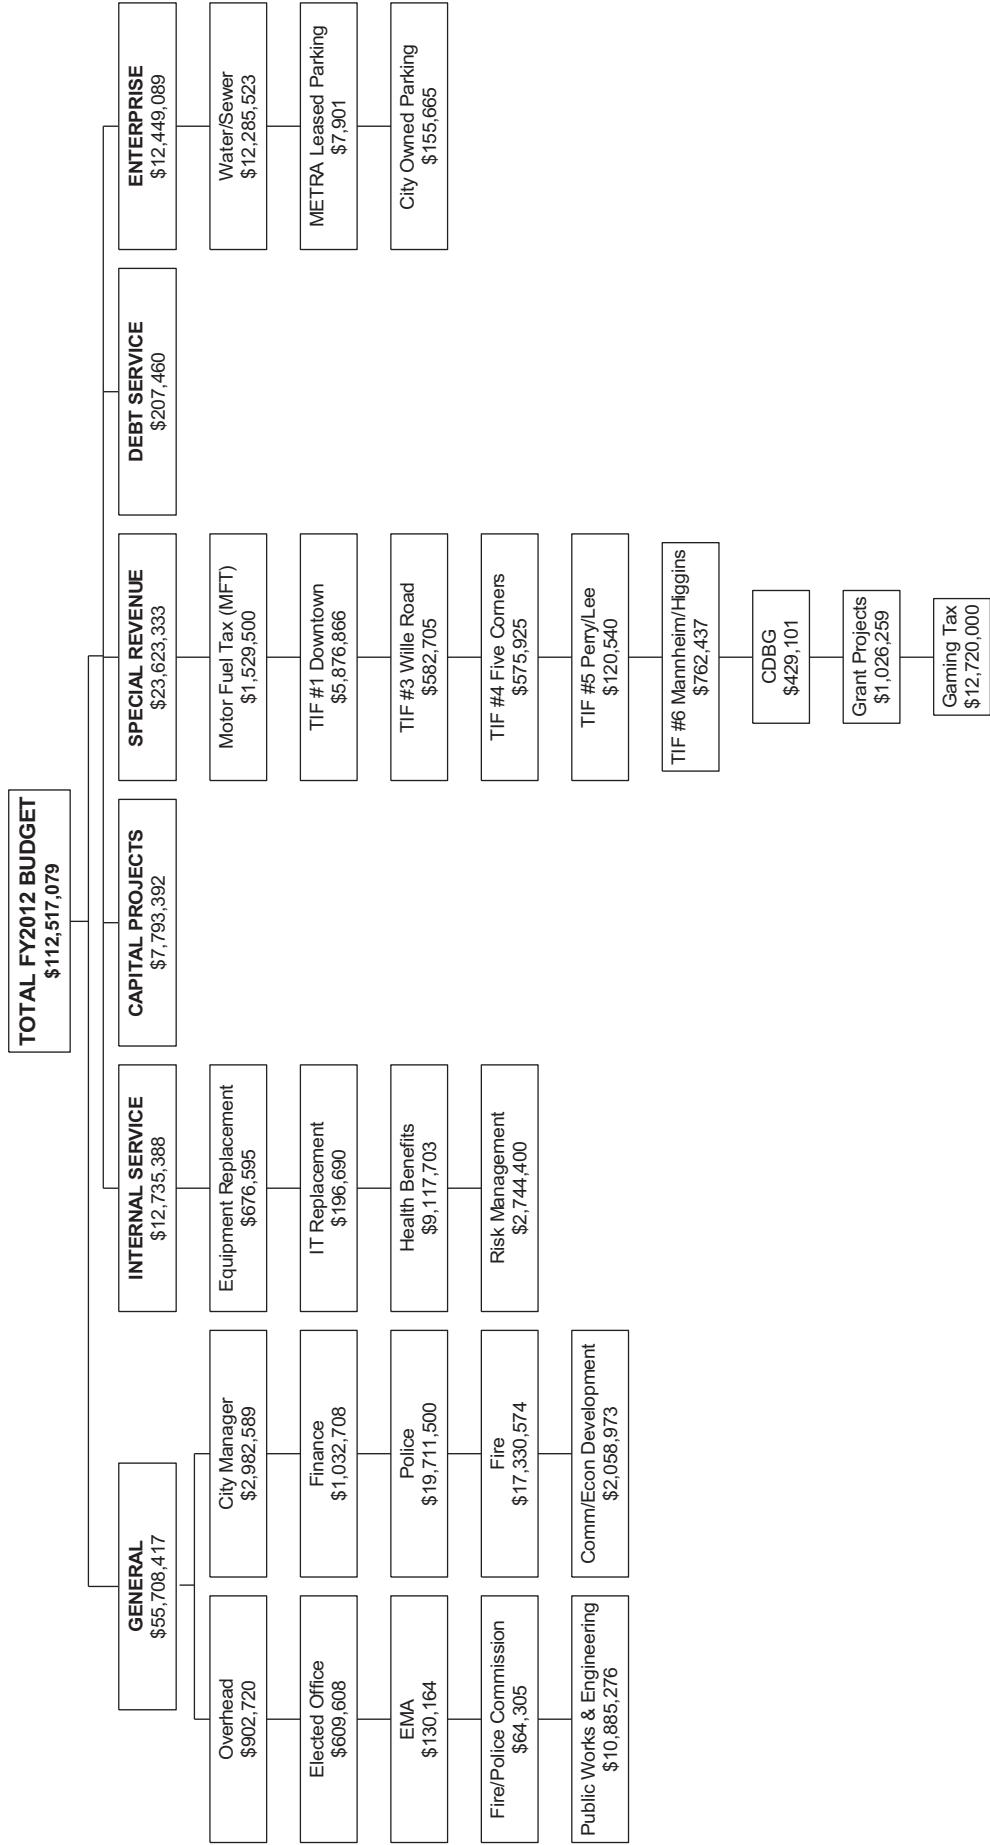 TOTAL FY2012 BUDGET
$112,517,079
GENERAL
$55,708,417
Overhead
$902,720
Elected Office
$609,608
EMA
$130,164
Fire/Police Commission
$64,305
Public Works & Engineering
$10,885,276
City Manager
$2,982,589
Finance
$1,032,708
Police
$19,711,500
Fire
$17,330,574
Comm/Econ Development
$2,058,973
INTERNAL SERVICE
$12,735,388
Equipment Replacement
$676,595
IT Replacement
$196,690
Health Benefits
$9,117,703
Risk Management
$2,744,400
CAPITAL PROJECTS
$7,793,392
SPECIAL REVENUE
$23,623,333
Motor Fuel Tax (MFT)
$1,529,500
TIF #1 Downtown
$5,876,866
TIF #3 Wille Road
$582,705
TIF #4 Five Corners
$575,925
TIF #5 Perry/Lee
$120,540
TIF #6 Mannheim/Higgins
$762,437
CDBG
$429,101
Grant Projects
$1,026,259
Gaming Tax
$12,720,000
DEBT SERVICE
$207,460
ENTERPRISE
$12,449,089
Water/Sewer
$12,285,523
METRA Leased Parking
$7,901
City Owned Parking
$155,665